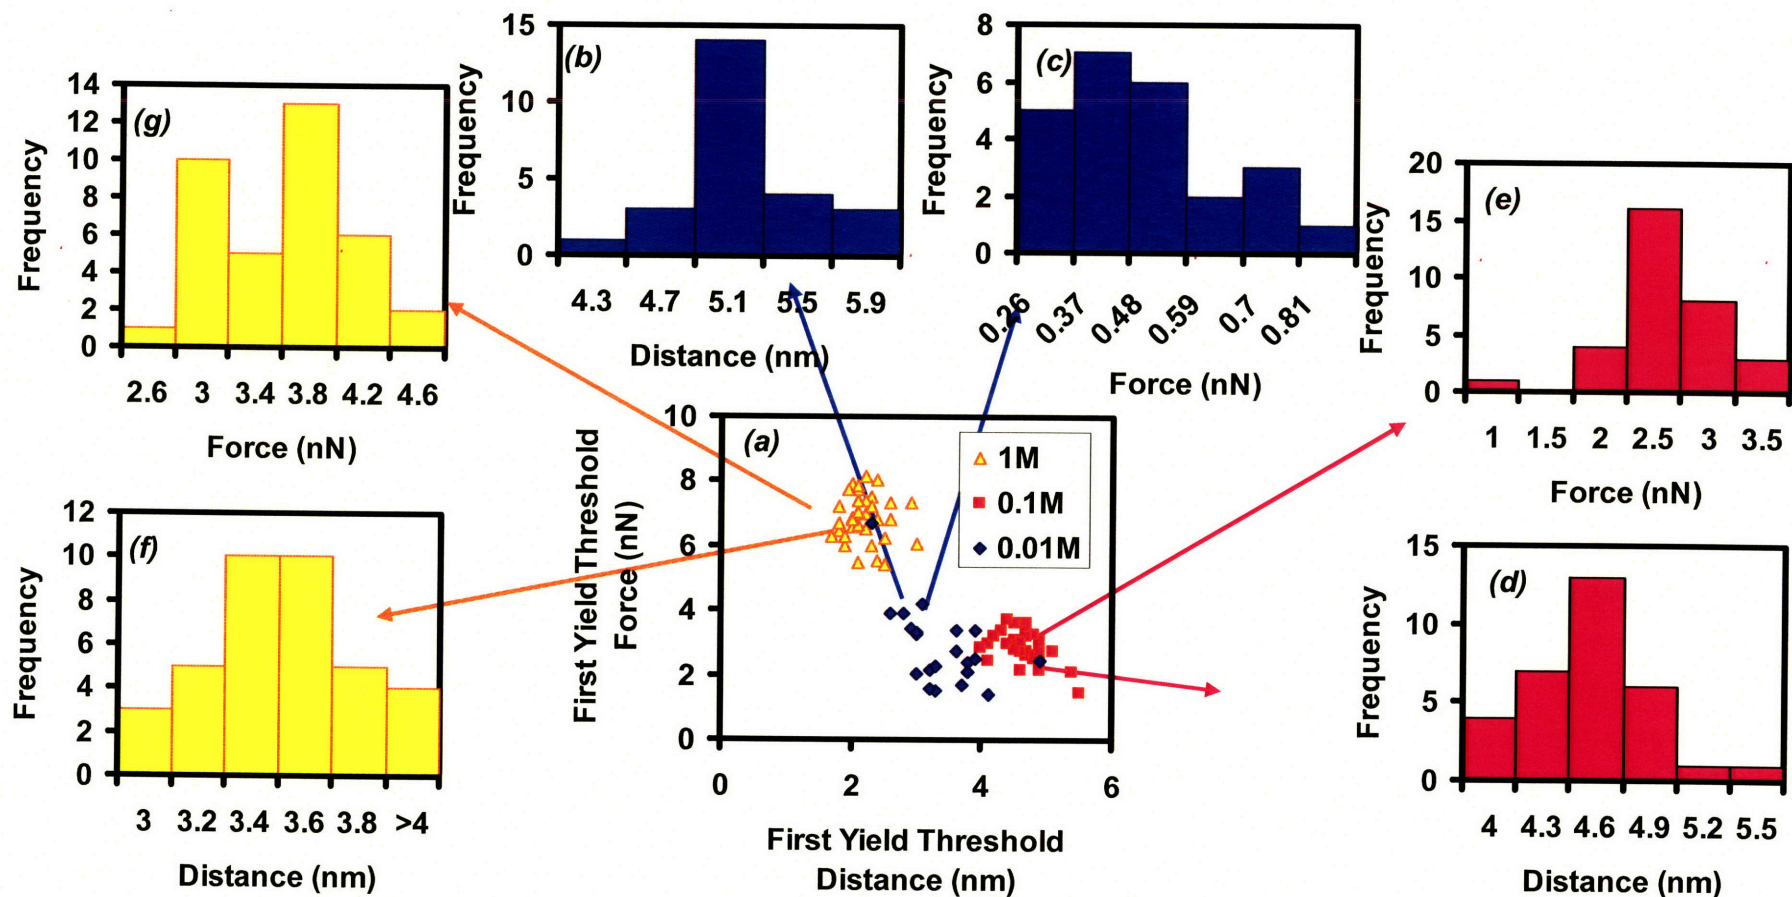 (g)
14
12
10
8
6
4
2
0
Frequency
2.6 3 3.4 3.8 4.2 4.6
Force (nN)
(b)
15
10
5
0
Frequency
4.3 4.7 5.1 5.5 5.9
Distance (nm)
(c)
8
6
4
2
0
Frequency
0.26 0.37 0.48 0.59 0.7 0.81
Force (nN)
(e)
20
15
10
5
0
Frequency
1 1.5 2 2.5 3 3.5
Force (nN)
(f)
12
10
8
6
4
2
0
Frequency
3 3.2 3.4 3.6 3.8 >4
Distance (nm)
(a)
10
8
6
4
2
0
First Yield Threshold
Force (nN)
1M
0.1M
0.01M
0 2 4 6
First Yield Threshold
Distance (nm)
(d)
15
10
5
0
Frequency
4 4.3 4.6 4.9 5.2 5.5
Distance (nm)